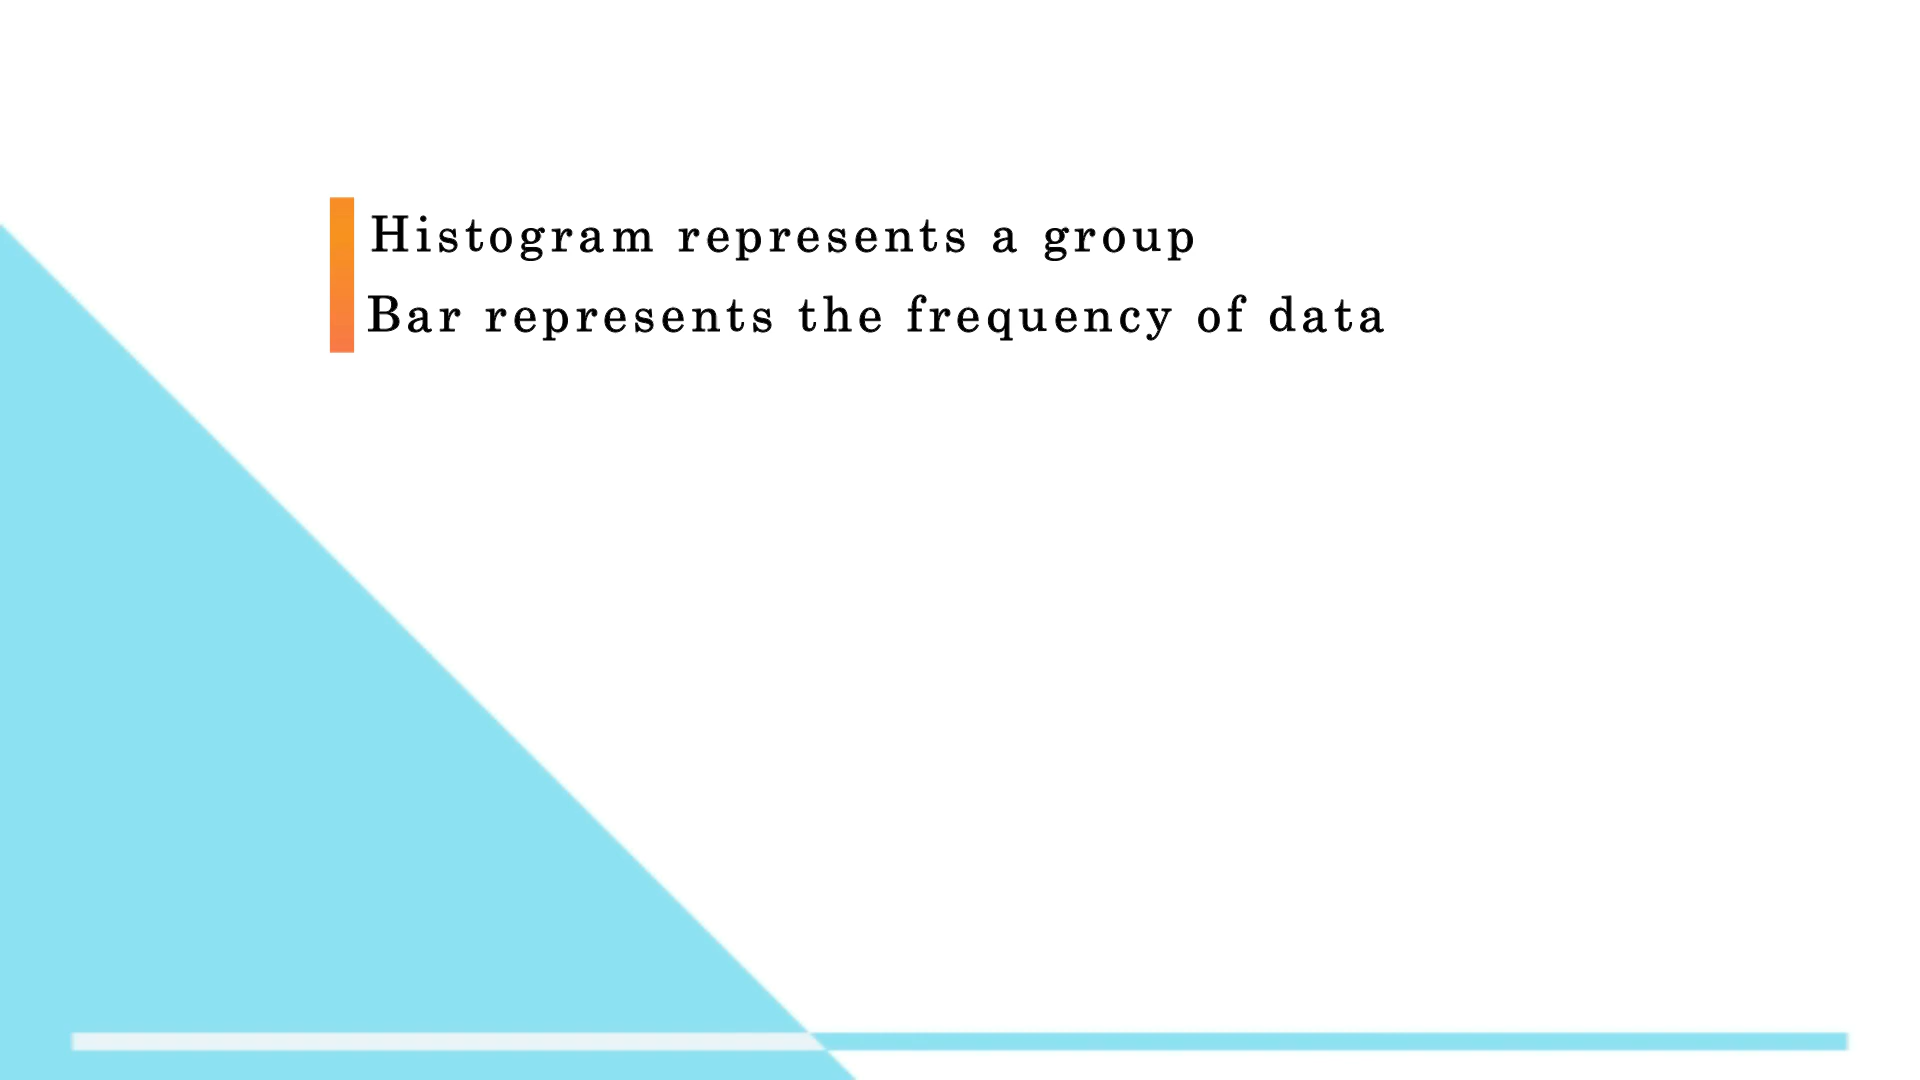 Histogram represents a group
Bar represents the frequency of data